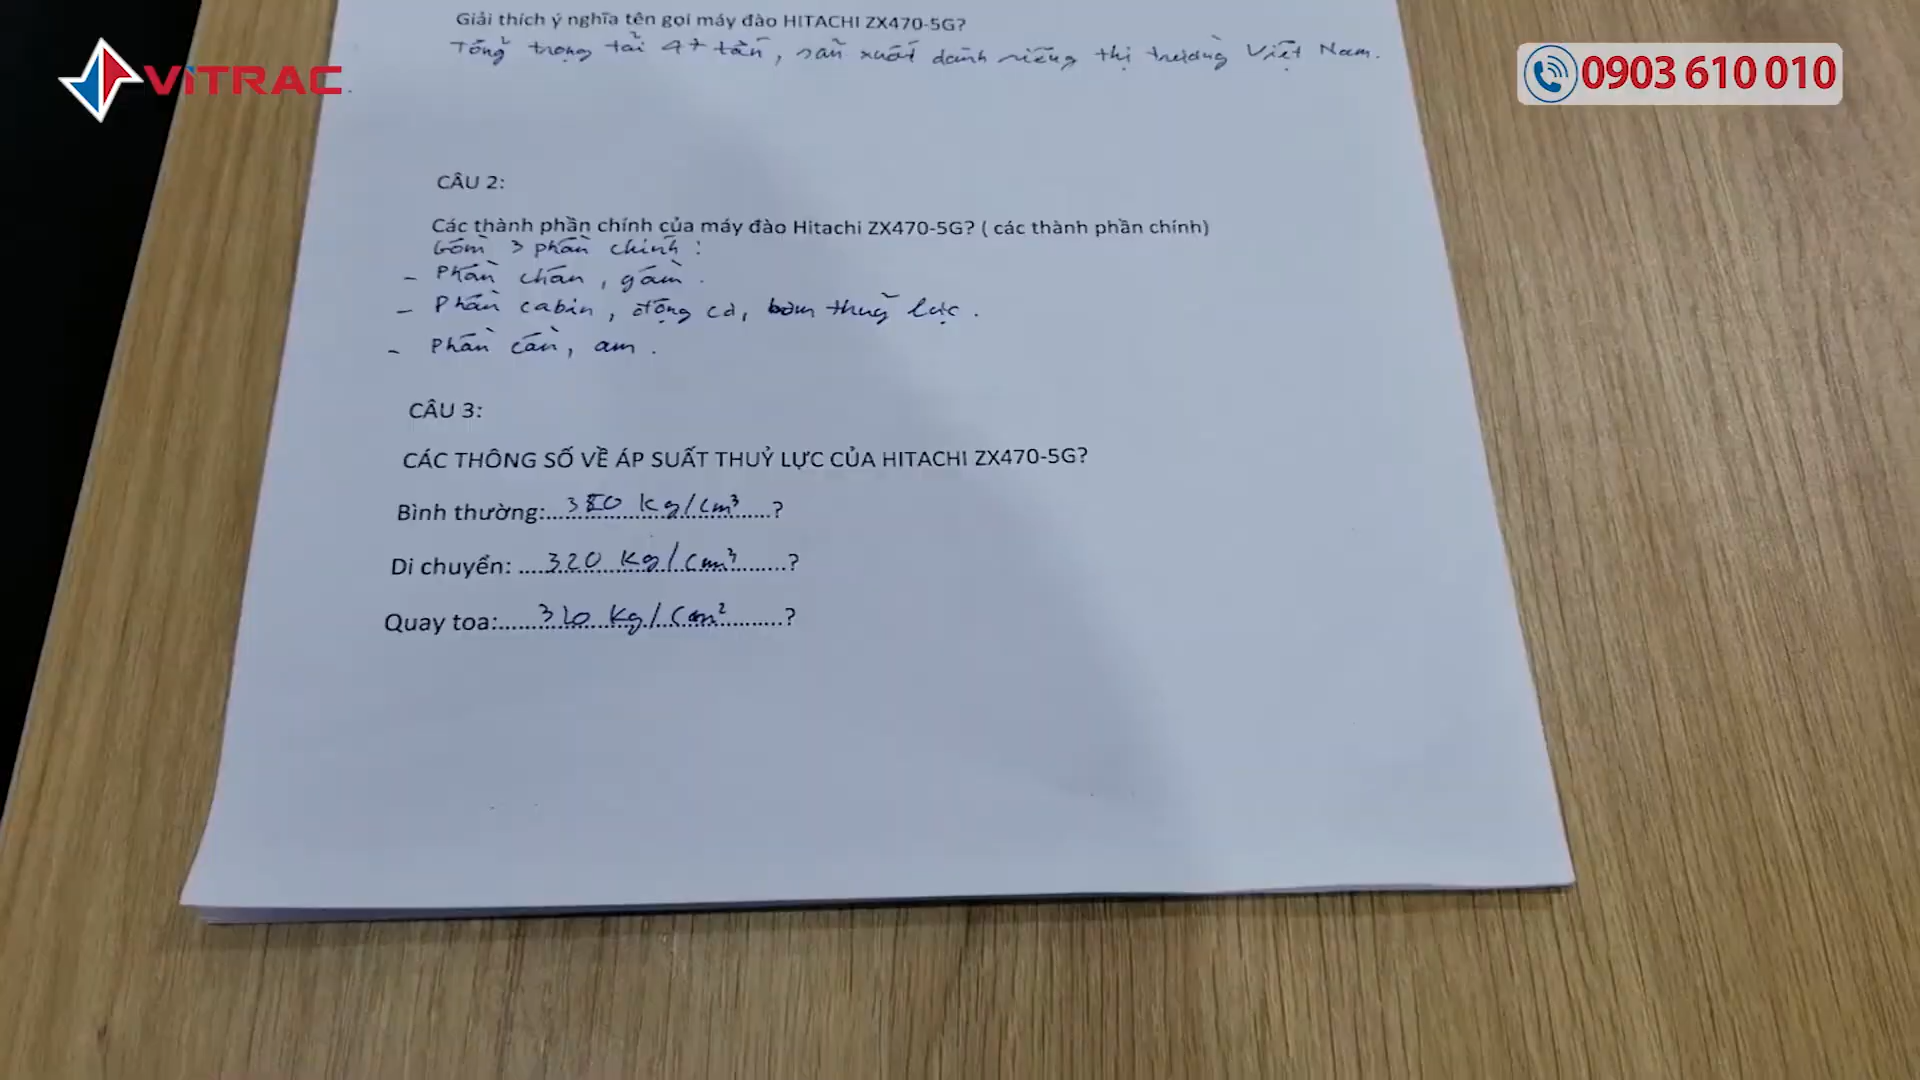 Giải thích ý nghĩa tên gọi máy đào HITACHI ZX470-5G?
Tổng trọng tải 47 tấn, sản xuất dành riêng thị trường Việt Nam.
VITRAC
0903 610 010
CÂU 2:
Các thành phần chính của máy đào Hitachi ZX470-5G? ( các thành phần chính)
Gồm 3 phần chính :
- Phần chân, gầm.
- Phần cabin, động cơ, bơm thuỷ lực.
- Phần cần, am.
CÂU 3:
CÁC THÔNG SỐ VỀ ÁP SUẤT THUỶ LỰC CỦA HITACHI ZX470-5G?
Bình thường:... kg/cm³ ...?
Di chuyển: ... 320 kg/cm³ ...?
Quay toa:... 310 kg/cm² ...?